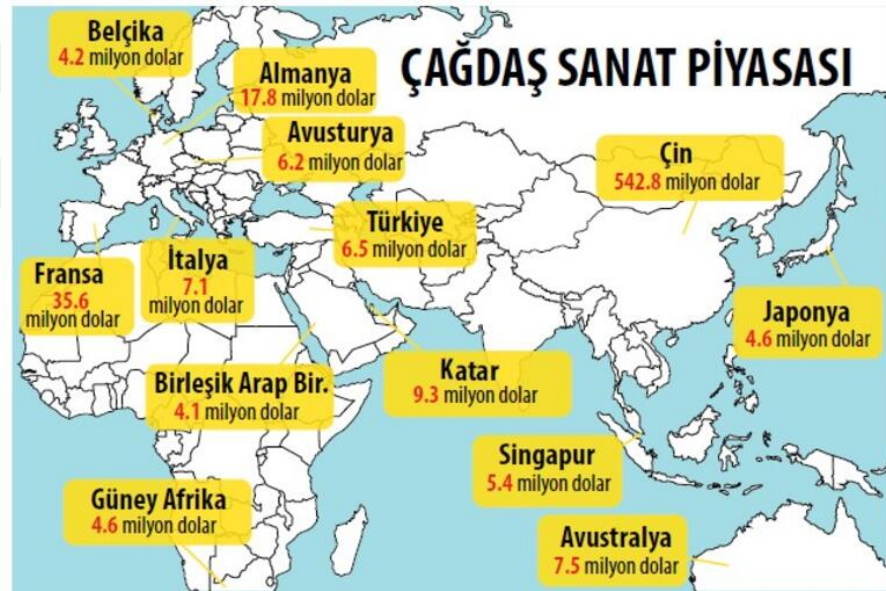 ÇAĞDAŞ SANAT PİYASASI
Belçika
4.2 milyon dolar
Almanya
17.8 milyon dolar
Avusturya
6.2 milyon dolar
Çin
542.8 milyon dolar
Türkiye
6.5 milyon dolar
Fransa
35.6
milyon dolar
İtalya
7.1
milyon dolar
Japonya
4.6 milyon dolar
Birleşik Arap Bir.
4.1 milyon dolar
Katar
9.3 milyon dolar
Singapur
5.4 milyon dolar
Güney Afrika
4.6 milyon dolar
Avustralya
7.5 milyon dolar